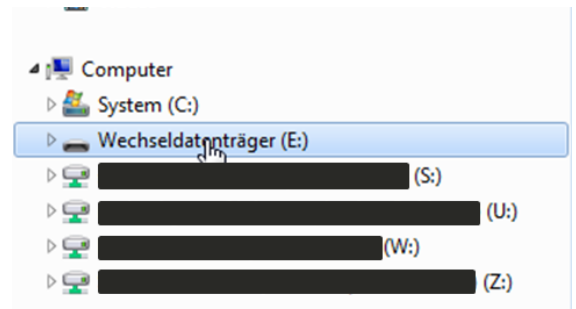 Computer
System (C:)
Wechseldatenträger (E:)
(S:)
(U:)
(W:)
(Z:)